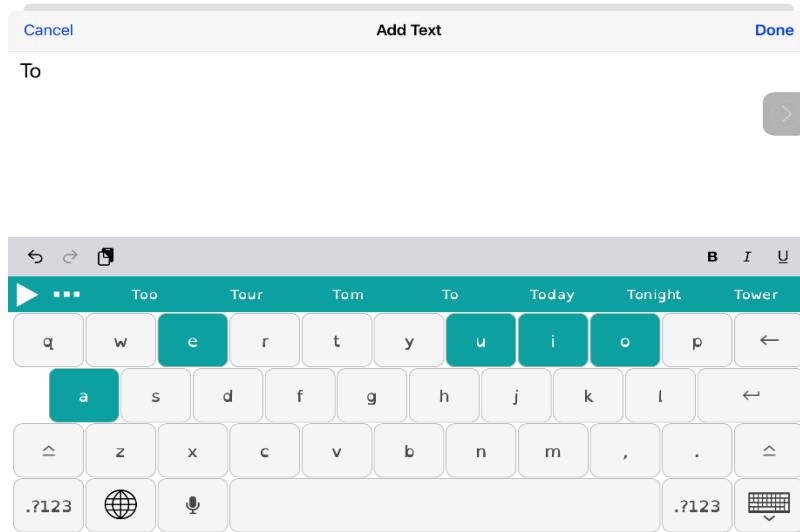 Cancel Add Text Done
To
B I U
Too Tour Tom To Today Tonight Tower
q w e r t y u i o p
a s d f g h j k l
z x c v b n m , .
.?123 .?123